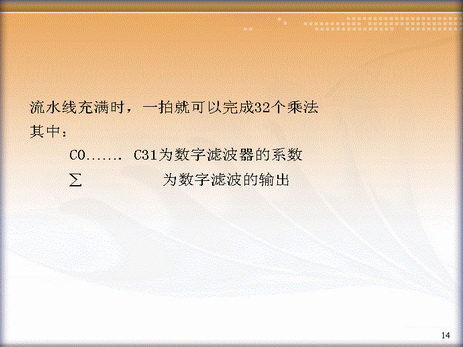 流水线充满时，一拍就可以完成32个乘法
其中：
C0……. C31为数字滤波器的系数
∑ 为数字滤波的输出
14